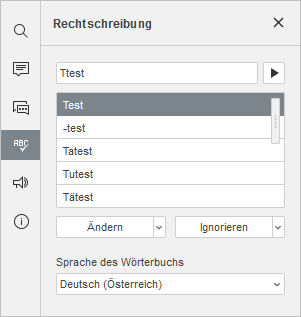 Rechtschreibung
Ttest
Test
-test
Tatest
Tutest
Tätest
ABC
Ändern
Ignorieren
Sprache des Wörterbuchs
Deutsch (Österreich)